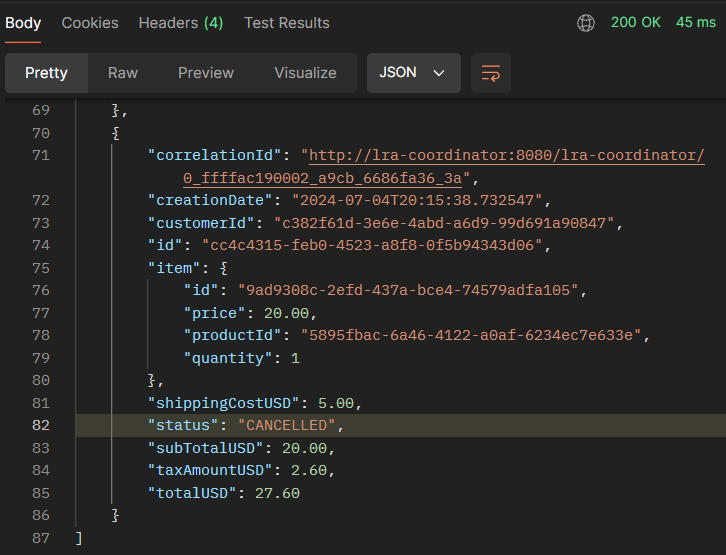 Body Cookies Headers (4) Test Results 200 OK 45 ms
Pretty Raw Preview Visualize JSON
69 },
70 {
71 "correlationId": "http://lra-coordinator:8080/lra-coordinator/
0_ffffac190002_a9cb_6686fa36_3a",
72 "creationDate": "2024-07-04T20:15:38.732547",
73 "customerId": "c382f61d-3e6e-4abd-a6d9-99d691a90847",
74 "id": "cc4c4315-feb0-4523-a8f8-0f5b94343d06",
75 "item": {
76 "id": "9ad9308c-2efd-437a-bce4-74579adfa105",
77 "price": 20.00,
78 "productId": "5895fbac-6a46-4122-a0af-6234ec7e633e",
79 "quantity": 1
80 },
81 "shippingCostUSD": 5.00,
82 "status": "CANCELLED",
83 "subTotalUSD": 20.00,
84 "taxAmountUSD": 2.60,
85 "totalUSD": 27.60
86 }
87 ]